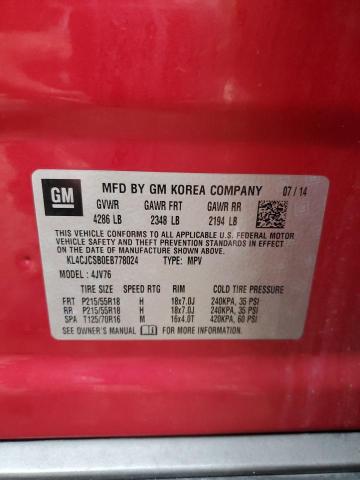 GM
MFD BY GM KOREA COMPANY 07/14
GVWR GAWR FRT GAWR RR
4286 LB 2348 LB 2194 LB
THIS VEHICLE CONFORMS TO ALL APPLICABLE U.S. FEDERAL MOTOR
VEHICLE SAFETY, BUMPER, AND THEFT PREVENTION STANDARDS
IN EFFECT ON THE DATE OF MANUFACTURE SHOWN ABOVE.
KL4CJCSB0EB778024 TYPE: MPV
MODEL: 4JV76
TIRE SIZE SPEED RTG RIM COLD TIRE PRESSURE
FRT P215/55R18 H 18x7.0J 240KPA, 35 PSI
RR P215/55R18 H 18x7.0J 240KPA, 35 PSI
SPA T125/70R16 M 16x4.0T 420KPA, 60 PSI
SEE OWNER'S MANUAL FOR MORE INFORMATION.